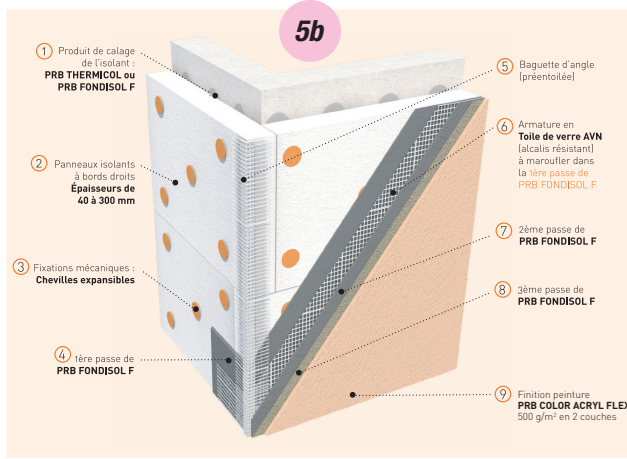 5b
1 Produit de calage
de l'isolant :
PRB THERMICOL ou
PRB FONDISOL F
2 Panneaux isolants
à bords droits
Épaisseurs de
40 à 300 mm
3 Fixations mécaniques :
Chevilles expansibles
4 1ère passe de
PRB FONDISOL F
5 Baguette d'angle
(préentoilée)
6 Armature en
Toile de verre AVN
(alcalis résistant)
à maroufler dans
la 1ère passe de
PRB FONDISOL F
7 2ème passe de
PRB FONDISOL F
8 3ème passe de
PRB FONDISOL F
9 Finition peinture
PRB COLOR ACRYL FLEX
500 g/m² en 2 couches